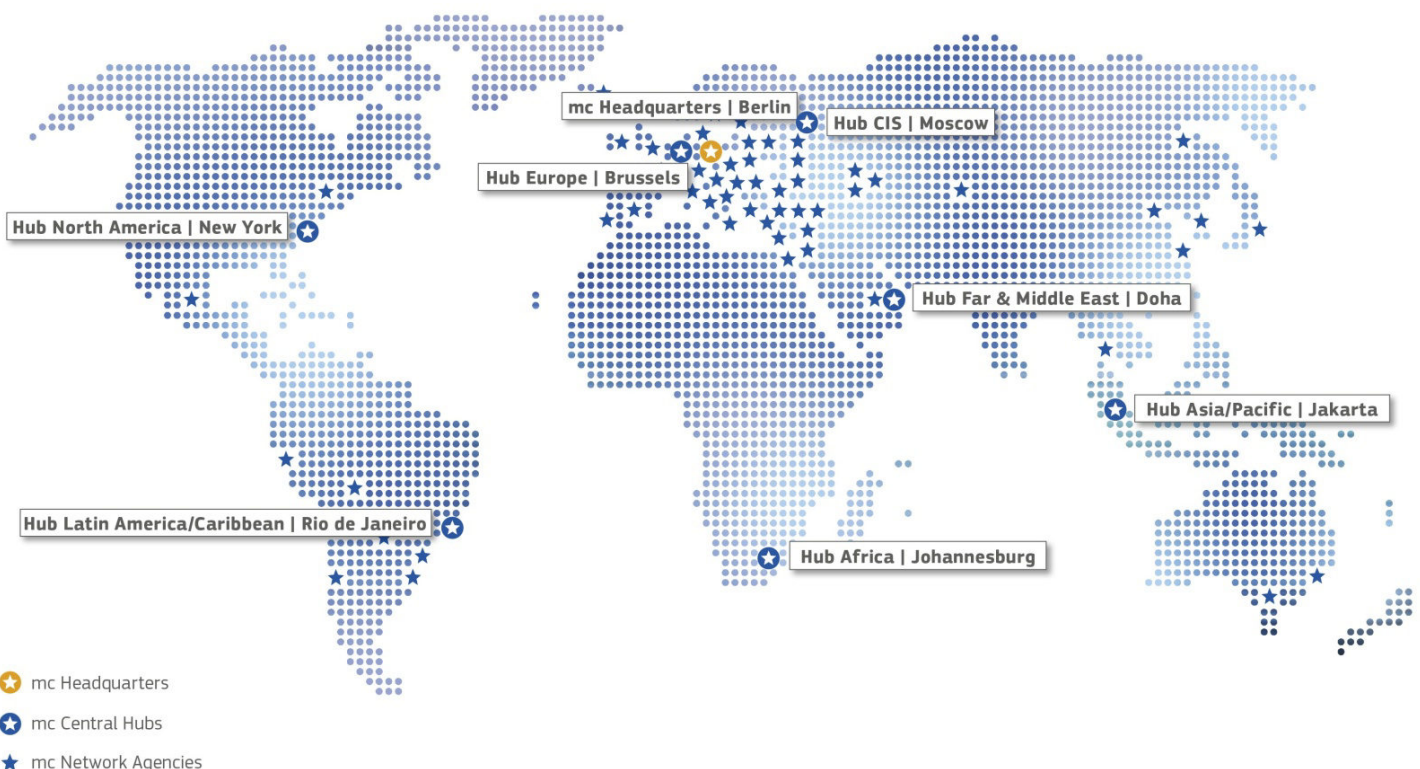 mc Headquarters | Berlin
Hub CIS | Moscow
Hub Europe | Brussels
Hub North America | New York
Hub Far & Middle East | Doha
Hub Asia/Pacific | Jakarta
Hub Latin America/Caribbean | Rio de Janeiro
Hub Africa | Johannesburg
mc Headquarters
mc Central Hubs
mc Network Agencies